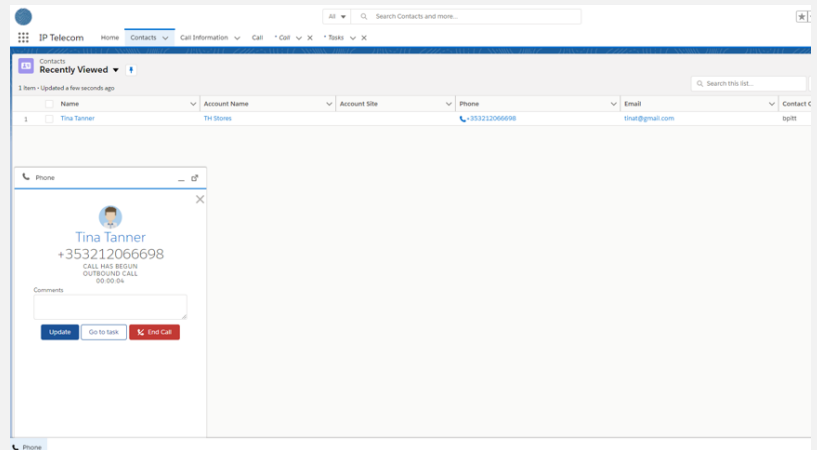 All Search Contacts and more...
IP Telecom Home Contacts Call Information Call * Call * Tasks
Contacts
Recently Viewed
1 item • Updated a few seconds ago
Search this list...
Name Account Name Account Site Phone Email Contact
1 Tina Tanner TH Stores +353212066698 tinat@gmail.com bpitt
Phone
Tina Tanner
+353212066698
CALL HAS BEGUN
OUTBOUND CALL
00:00:04
Comments
Update Go to task End Call
Phone